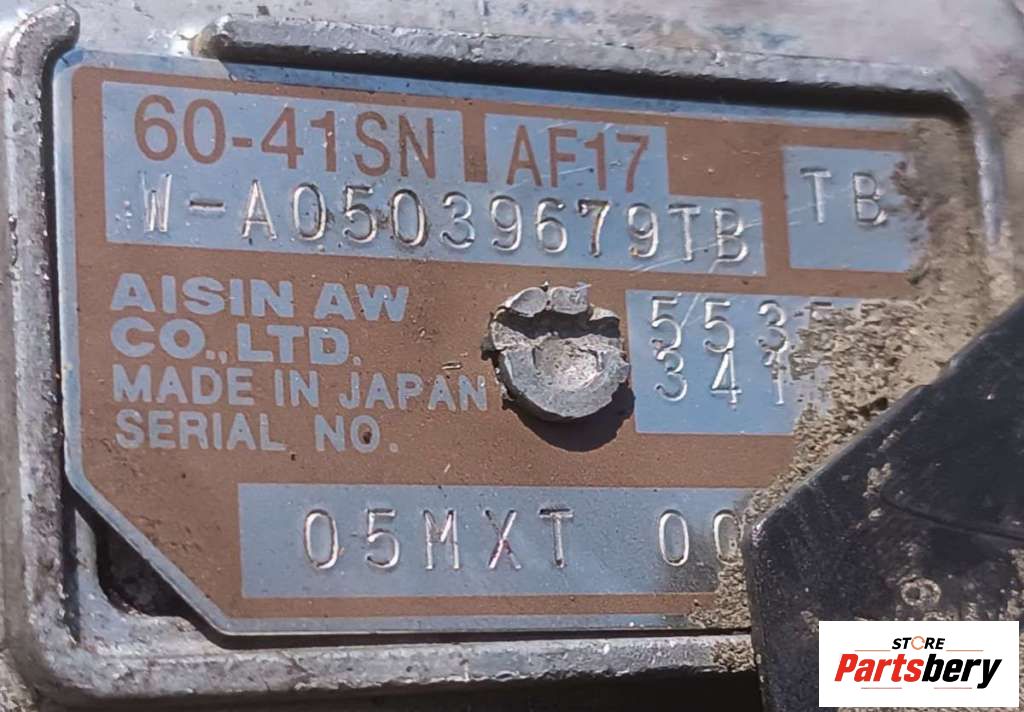 60-41SN AF17
W-A05039679TB TB
AISIN AW
CO.,LTD.
MADE IN JAPAN
SERIAL NO.
05MXT
STORE
Partsbery